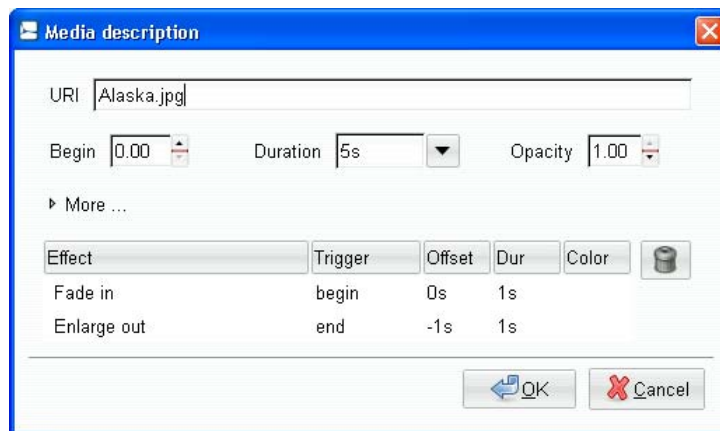 Media description
URI Alaska.jpg
Begin 0.00 Duration 5s Opacity 1.00
More ...
Effect Trigger Offset Dur Color
Fade in begin 0s 1s
Enlarge out end -1s 1s
OK Cancel